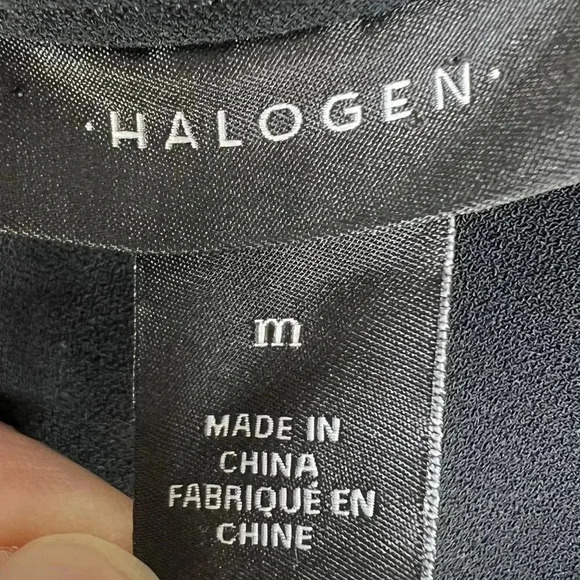 ·HALOGEN·
m
MADE IN
CHINA
FABRIQUÉ EN
CHINE